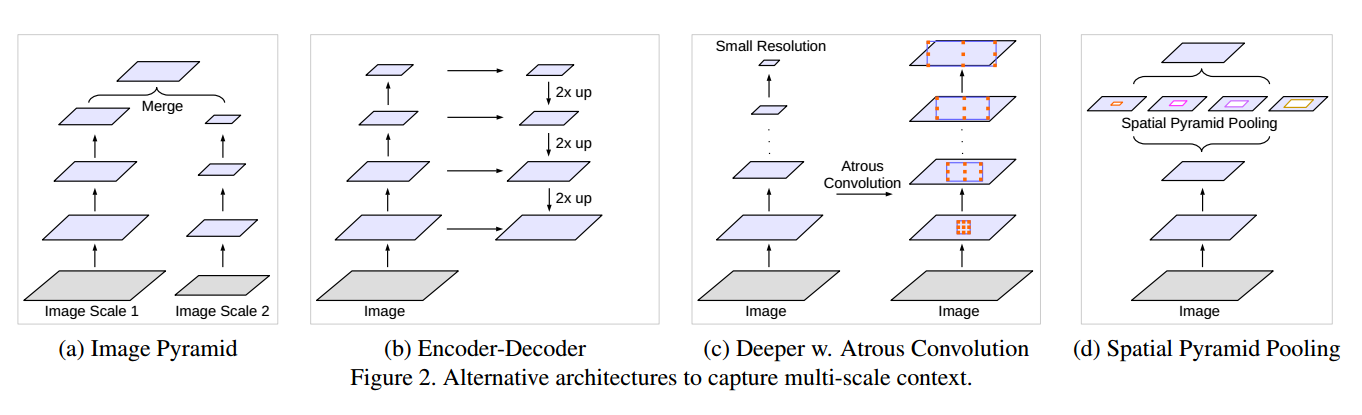 Merge
Image Scale 1
Image Scale 2
(a) Image Pyramid
2x up
2x up
2x up
Image
(b) Encoder-Decoder
Small Resolution
Atrous
Convolution
Image
Image
(c) Deeper w. Atrous Convolution
Spatial Pyramid Pooling
Image
(d) Spatial Pyramid Pooling
Figure 2. Alternative architectures to capture multi-scale context.